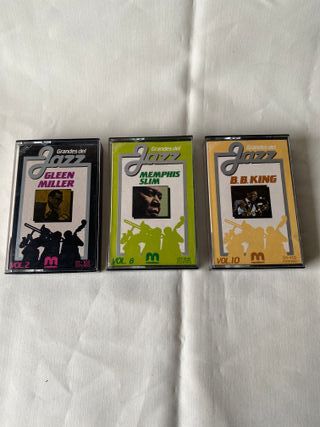 Grandes del
Jazz
GLEEN
MILLER
VOL. 2
m
Grandes del
Jazz
MEMPHIS
SLIM
VOL. 8
m
Grandes del
Jazz
B.B. KING
VOL. 10
m